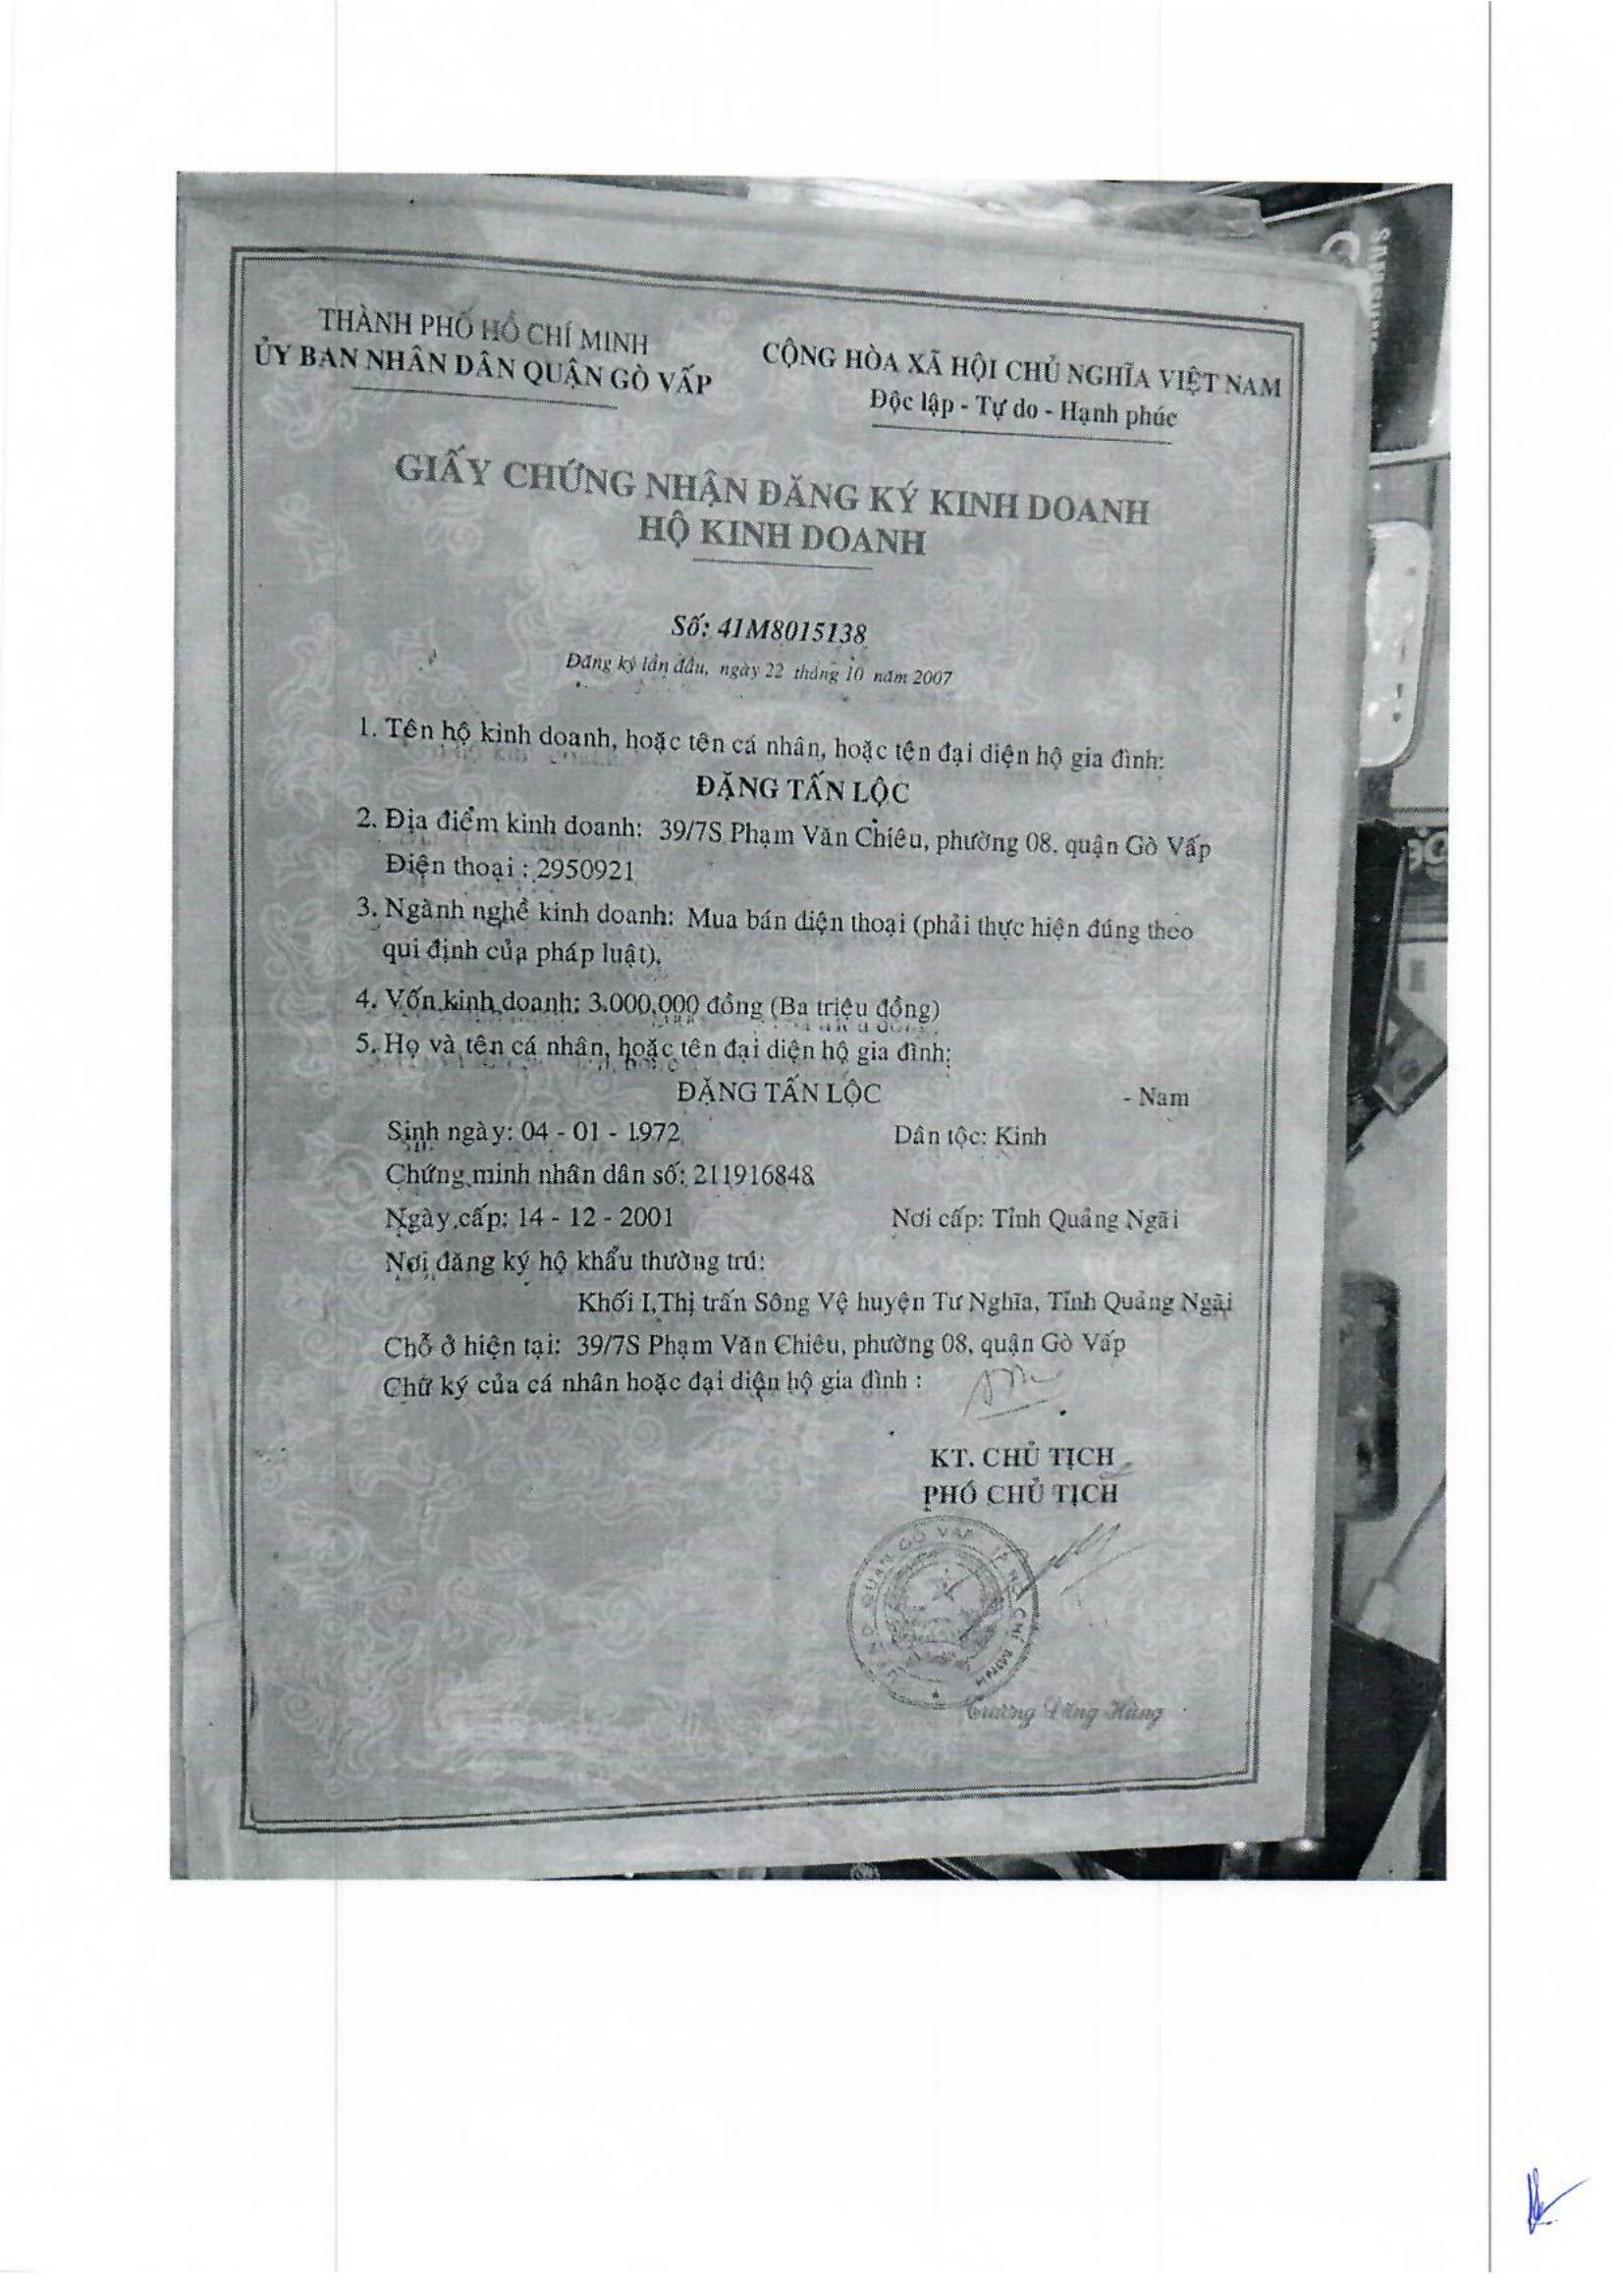 THÀNH PHỐ HỒ CHÍ MINH
ỦY BAN NHÂN DÂN QUẬN GÒ VẤP
CỘNG HÒA XÃ HỘI CHỦ NGHĨA VIỆT NAM
Độc lập - Tự do - Hạnh phúc
GIẤY CHỨNG NHẬN ĐĂNG KÝ KINH DOANH
HỘ KINH DOANH
Số: 41M8015138
Đăng ký lần đầu, ngày 22 tháng 10 năm 2007
1. Tên hộ kinh doanh, hoặc tên cá nhân, hoặc tên đại diện hộ gia đình:
ĐẶNG TẤN LỘC
2. Địa điểm kinh doanh: 39/7S Phạm Văn Chiêu, phường 08, quận Gò Vấp
Điện thoại : 2950921
3. Ngành nghề kinh doanh: Mua bán điện thoại (phải thực hiện đúng theo
qui định của pháp luật).
4. Vốn kinh doanh: 3.000.000 đồng (Ba triệu đồng)
5. Họ và tên cá nhân, hoặc tên đại diện hộ gia đình:
ĐẶNG TẤN LỘC - Nam
Sinh ngày: 04 - 01 - 1972 Dân tộc: Kinh
Chứng minh nhân dân số: 211916848
Ngày cấp: 14 - 12 - 2001 Nơi cấp: Tỉnh Quảng Ngãi
Nơi đăng ký hộ khẩu thường trú:
Khối I,Thị trấn Sông Vệ huyện Tư Nghĩa, Tỉnh Quảng Ngãi
Chỗ ở hiện tại: 39/7S Phạm Văn Chiêu, phường 08, quận Gò Vấp
Chữ ký của cá nhân hoặc đại diện hộ gia đình :
KT. CHỦ TỊCH
PHÓ CHỦ TỊCH
QUẬN GÒ VẤP
CHÍ MINH
Trương Đăng Hùng